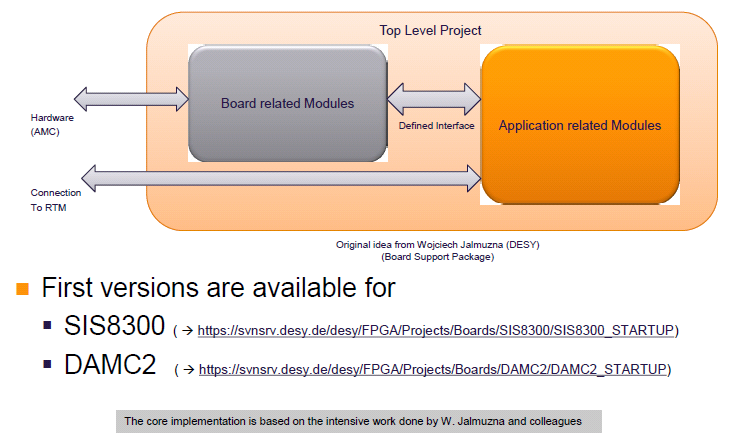 Top Level Project
Board related Modules
Defined Interface
Application related Modules
Hardware
(AMC)
Connection
To RTM
Original idea from Wojciech Jalmuzna (DESY)
(Board Support Package)
First versions are available for
SIS8300 ( → https://svnsrv.desy.de/desy/FPGA/Projects/Boards/SIS8300/SIS8300_STARTUP)
DAMC2 ( → https://svnsrv.desy.de/desy/FPGA/Projects/Boards/DAMC2/DAMC2_STARTUP)
The core implementation is based on the intensive work done by W. Jalmuzna and colleagues